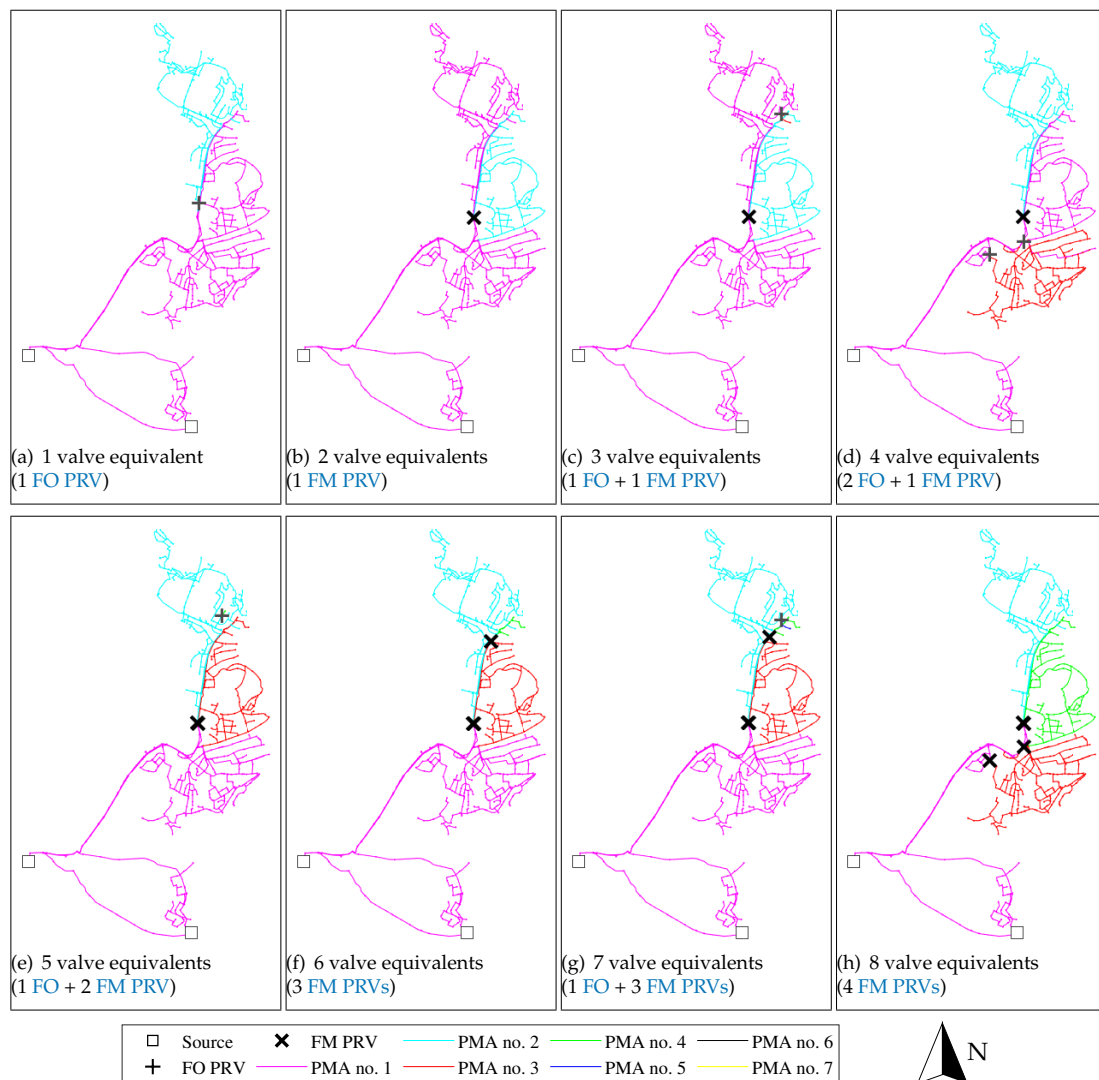 (a) 1 valve equivalent
(1 FO PRV)
(b) 2 valve equivalents
(1 FM PRV)
(c) 3 valve equivalents
(1 FO + 1 FM PRV)
(d) 4 valve equivalents
(2 FO + 1 FM PRV)
(e) 5 valve equivalents
(1 FO + 2 FM PRV)
(f) 6 valve equivalents
(3 FM PRVs)
(g) 7 valve equivalents
(1 FO + 3 FM PRVs)
(h) 8 valve equivalents
(4 FM PRVs)
Source FM PRV PMA no. 2 PMA no. 4 PMA no. 6
FO PRV PMA no. 1 PMA no. 3 PMA no. 5 PMA no. 7
N